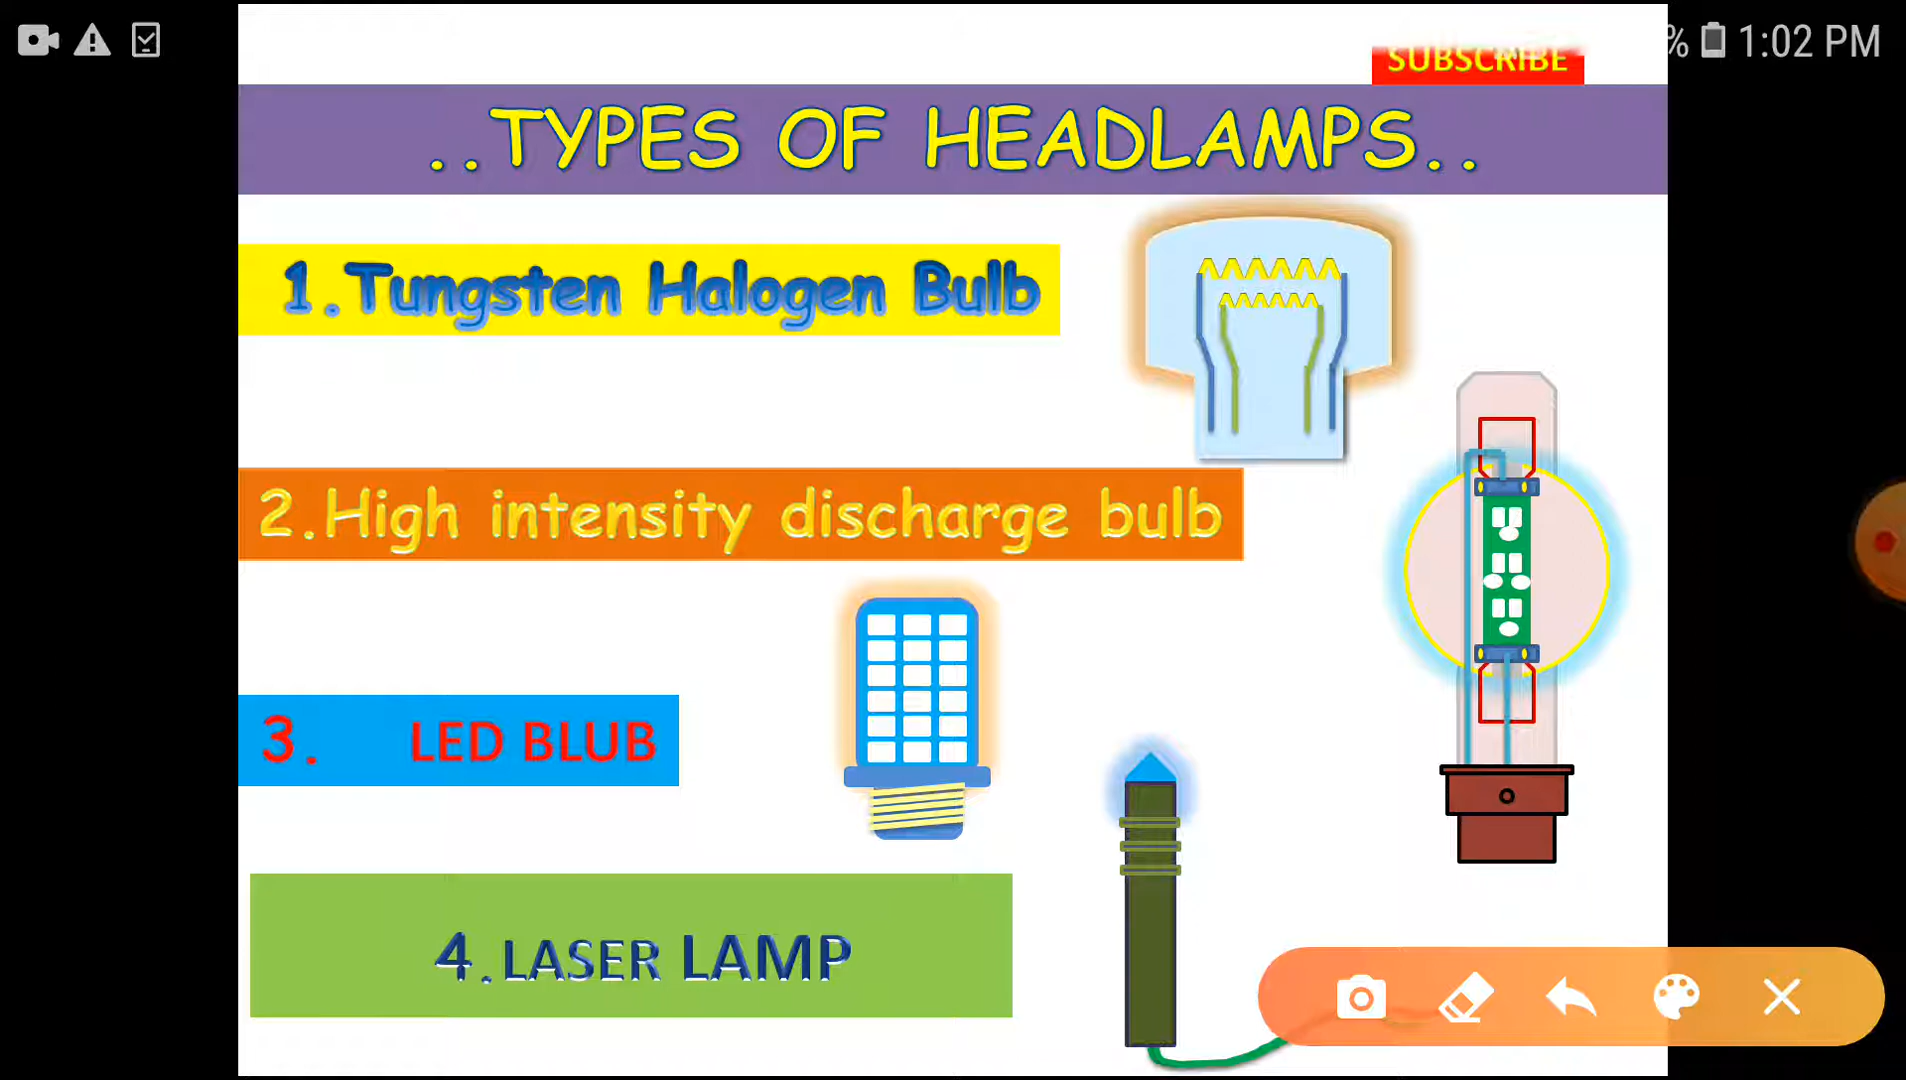 % 1:02 PM
SUBSCRIBE
..TYPES OF HEADLAMPS..
1.Tungsten Halogen Bulb
2.High intensity discharge bulb
3. LED BLUB
4.LASER LAMP